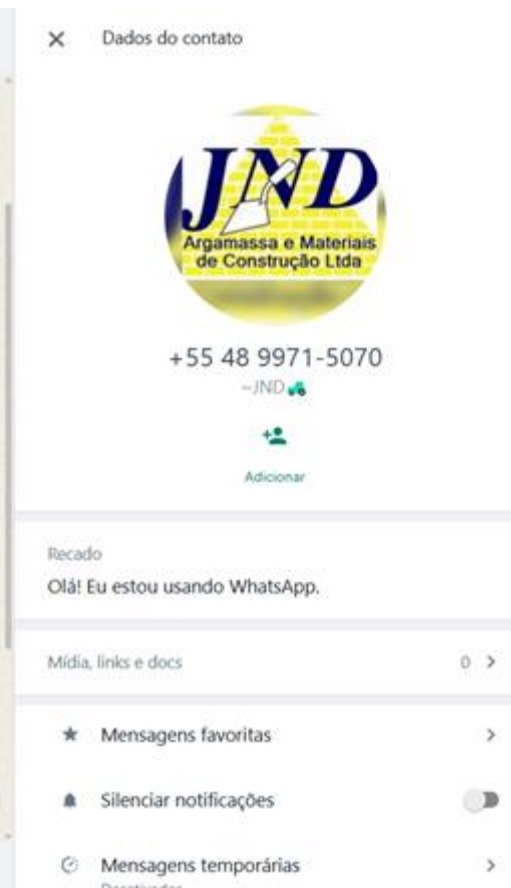 Dados do contato
JND
Argamassa e Materiais
de Construção Ltda
+55 48 9971-5070
~JND
Adicionar
Recado
Olá! Eu estou usando WhatsApp.
Mídia, links e docs 0
Mensagens favoritas
Silenciar notificações
Mensagens temporárias